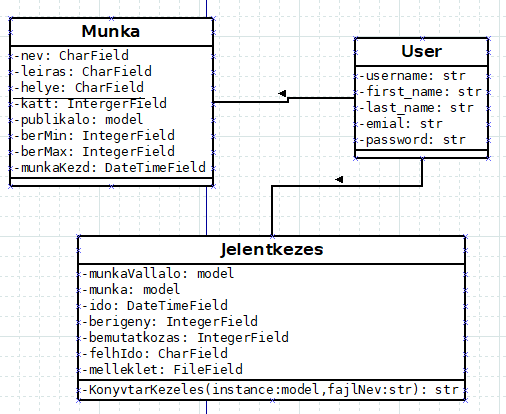 Munka
-nev: CharField
-leiras: CharField
-helye: CharField
-katt: IntergerField
-publikalo: model
-berMin: IntegerField
-berMax: IntegerField
-munkaKezd: DateTimeField
User
-username: str
-first_name: str
-last_name: str
-emial: str
-password: str
Jelentkezes
-munkaVallalo: model
-munka: model
-ido: DateTimeField
-berigeny: IntegerField
-bemutatkozas: IntegerField
-felhIdo: CharField
-melleklet: FileField
-KonyvtarKezeles(instance:model,fajlNev:str): str